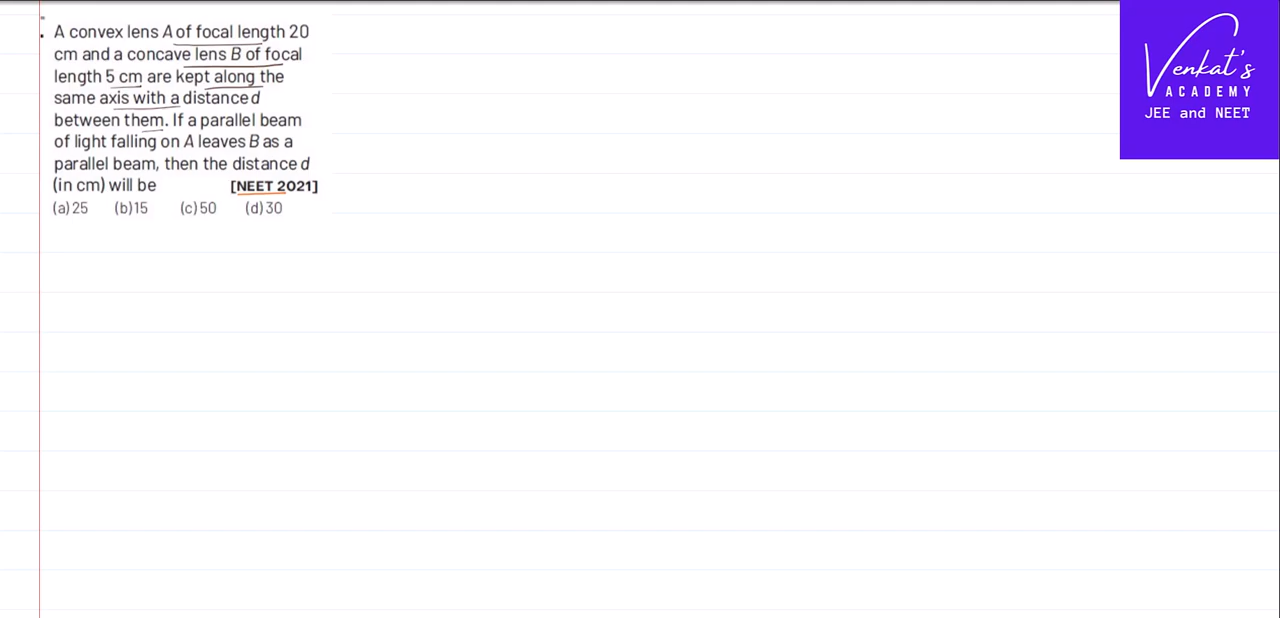 A convex lens A of focal length 20
cm and a concave lens B of focal
length 5 cm are kept along the
same axis with a distance d
between them. If a parallel beam
of light falling on A leaves B as a
parallel beam, then the distance d
(in cm) will be [NEET 2021]
(a) 25 (b) 15 (c) 50 (d) 30
Venkat's
ACADEMY
JEE and NEET